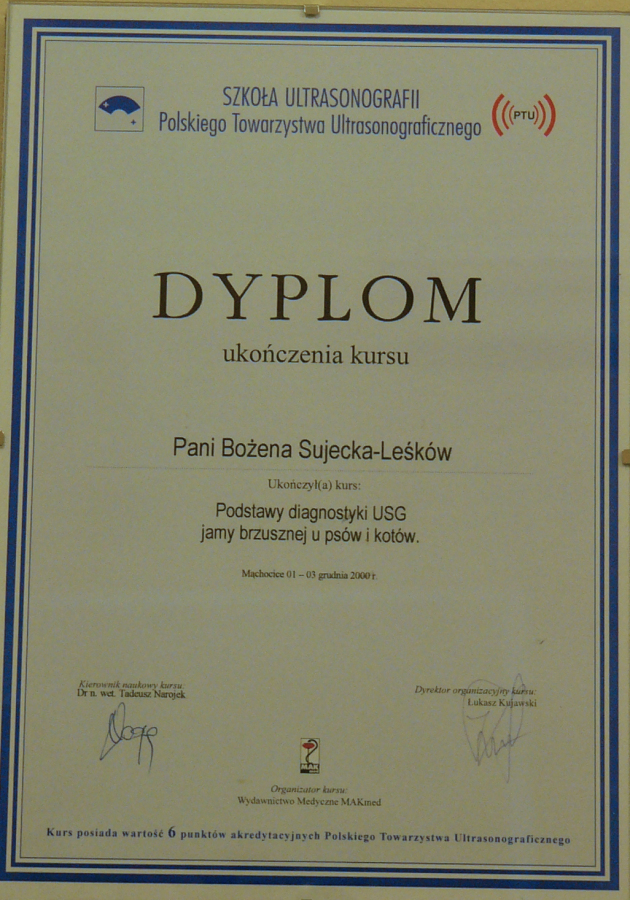 SZKOŁA ULTRASONOGRAFII
Polskiego Towarzystwa Ultrasonograficznego
PTU
DYPLOM
ukończenia kursu
Pani Bożena Sujecka-Leśków
Ukończył(a) kurs:
Podstawy diagnostyki USG
jamy brzusznej u psów i kotów.
Mąchocice 01 – 03 grudnia 2000 r.
Kierownik naukowy kursu:
Dr n. wet. Tadeusz Narojek
Dyrektor organizacyjny kursu:
Łukasz Kujawski
MAK
Organizator kursu:
Wydawnictwo Medyczne MAKmed
Kurs posiada wartość 6 punktów akredytacyjnych Polskiego Towarzystwa Ultrasonograficznego